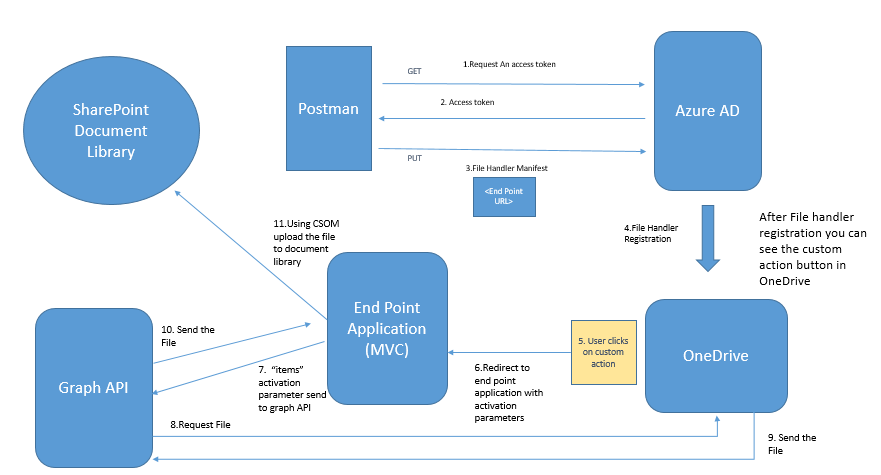 SharePoint
Document
Library
Postman
GET
1.Request An access token
2. Access token
PUT
3.File Handler Manifest
<End Point
URL>
Azure AD
4.File Handler
Registration
After File handler
registration you can
see the custom
action button in
OneDrive
OneDrive
5. User clicks
on custom
action
6.Redirect to
end point
application with
activation
parameters
End Point
Application
(MVC)
11.Using CSOM
upload the file
to document
library
10. Send the
File
7. “items”
activation
parameter send
to graph API
Graph API
8.Request File
9. Send the
File